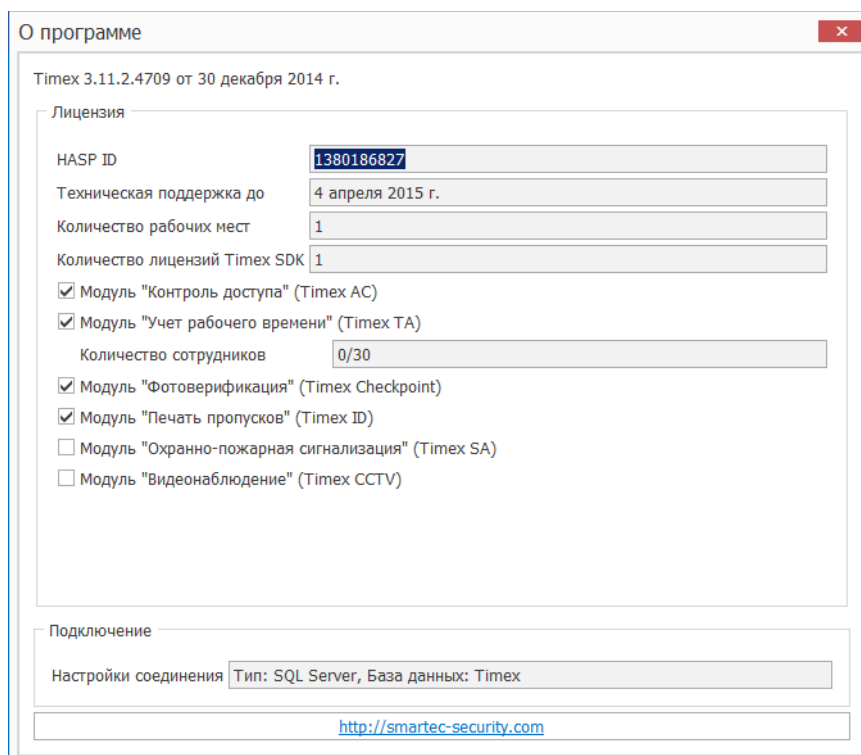 О программе
Timex 3.11.2.4709 от 30 декабря 2014 г.
Лицензия
HASP ID 1380186827
Техническая поддержка до 4 апреля 2015 г.
Количество рабочих мест 1
Количество лицензий Timex SDK 1
Модуль "Контроль доступа" (Timex AC)
Модуль "Учет рабочего времени" (Timex TA)
Количество сотрудников 0/30
Модуль "Фотоверификация" (Timex Checkpoint)
Модуль "Печать пропусков" (Timex ID)
Модуль "Охранно-пожарная сигнализация" (Timex SA)
Модуль "Видеонаблюдение" (Timex CCTV)
Подключение
Настройки соединения Тип: SQL Server, База данных: Timex
http://smartec-security.com